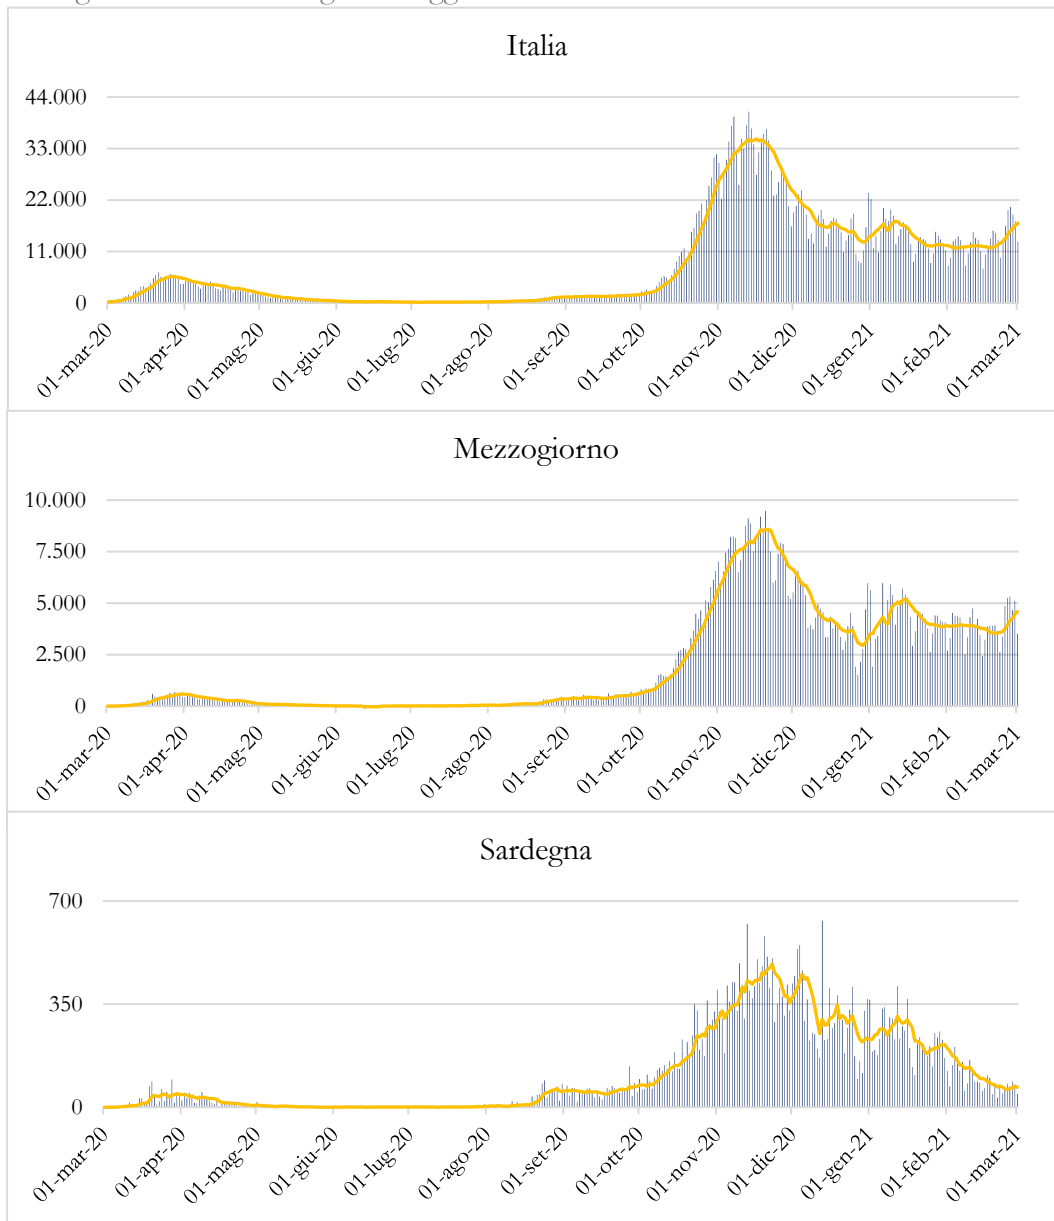 Italia
44.000
33.000
22.000
11.000
0
01-mar-20 01-apr-20 01-mag-20 01-giu-20 01-lug-20 01-ago-20 01-set-20 01-ott-20 01-nov-20 01-dic-20 01-gen-21 01-feb-21 01-mar-21
Mezzogiorno
10.000
7.500
5.000
2.500
0
01-mar-20 01-apr-20 01-mag-20 01-giu-20 01-lug-20 01-ago-20 01-set-20 01-ott-20 01-nov-20 01-dic-20 01-gen-21 01-feb-21 01-mar-21
Sardegna
700
350
0
01-mar-20 01-apr-20 01-mag-20 01-giu-20 01-lug-20 01-ago-20 01-set-20 01-ott-20 01-nov-20 01-dic-20 01-gen-21 01-feb-21 01-mar-21